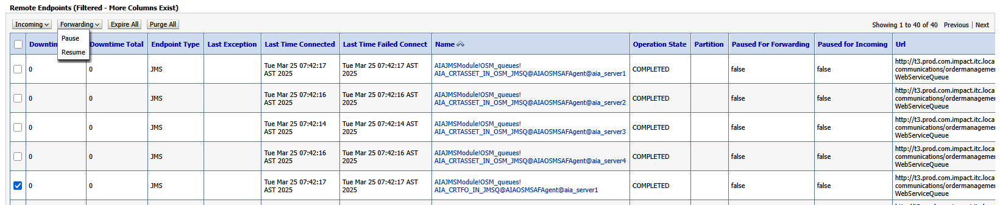 Remote Endpoints (Filtered - More Columns Exist)
Incoming Forwarding Expire All Purge All Showing 1 to 40 of 40 Previous | Next
Pause
Resume
Downtime Total Endpoint Type Last Exception Last Time Connected Last Time Failed Connect Name Operation State Partition Paused For Forwarding Paused for Incoming Url
0 0 JMS Tue Mar 25 07:42:17 AST 2025 Tue Mar 25 07:42:17 AST 2025 AIAJMSModule!OSM_queues!AIA_CRTASSET_IN_OSM_JMSQ@AIAOSMSAFAgent@aia_server1 COMPLETED false false http://t3.prod.com.impact.itc.loca communications/ordermanageme WebServiceQueue
0 0 JMS Tue Mar 25 07:42:16 AST 2025 Tue Mar 25 07:42:16 AST 2025 AIAJMSModule!OSM_queues!AIA_CRTASSET_IN_OSM_JMSQ@AIAOSMSAFAgent@aia_server2 COMPLETED false false http://t3.prod.com.impact.itc.loca communications/ordermanageme WebServiceQueue
0 0 JMS Tue Mar 25 07:42:14 AST 2025 Tue Mar 25 07:42:14 AST 2025 AIAJMSModule!OSM_queues!AIA_CRTASSET_IN_OSM_JMSQ@AIAOSMSAFAgent@aia_server3 COMPLETED false false http://t3.prod.com.impact.itc.loca communications/ordermanageme WebServiceQueue
0 0 JMS Tue Mar 25 07:42:16 AST 2025 Tue Mar 25 07:42:16 AST 2025 AIAJMSModule!OSM_queues!AIA_CRTASSET_IN_OSM_JMSQ@AIAOSMSAFAgent@aia_server4 COMPLETED false false http://t3.prod.com.impact.itc.loca communications/ordermanageme WebServiceQueue
0 0 JMS Tue Mar 25 07:42:17 AST 2025 Tue Mar 25 07:42:17 AST 2025 AIAJMSModule!OSM_queues!AIA_CRTFO_IN_JMSQ@AIAOSMSAFAgent@aia_server1 COMPLETED false false http://t3.prod.com.impact.itc.loca communications/ordermanageme WebServiceQueue